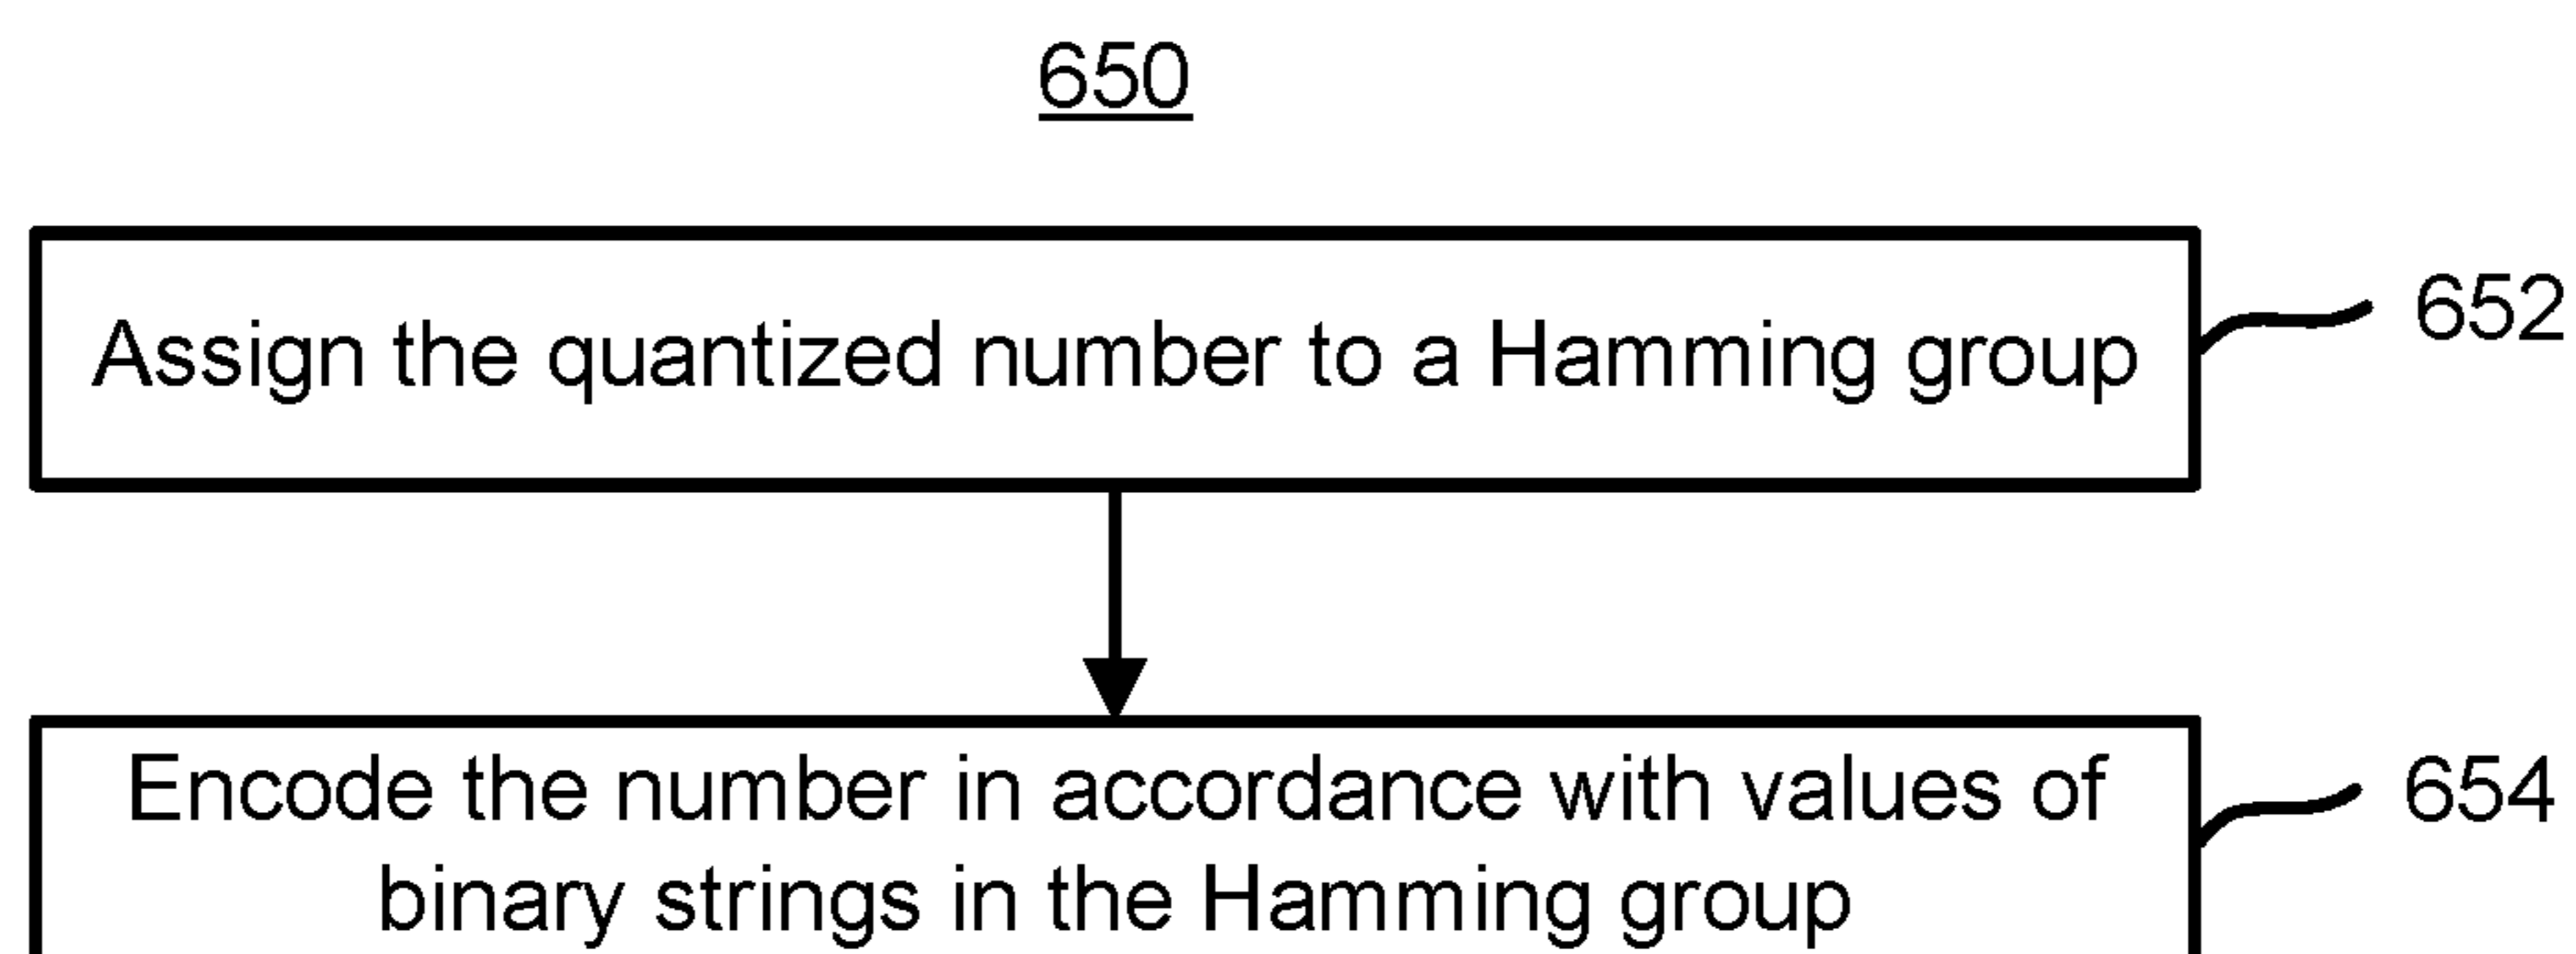 650
Assign the quantized number to a Hamming group
652
Encode the number in accordance with values of
binary strings in the Hamming group
654